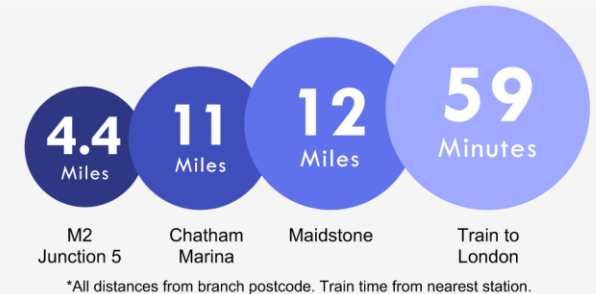 4.4
Miles
11
Miles
12
Miles
59
Minutes
M2
Junction 5
Chatham
Marina
Maidstone
Train to
London
*All distances from branch postcode. Train time from nearest station.